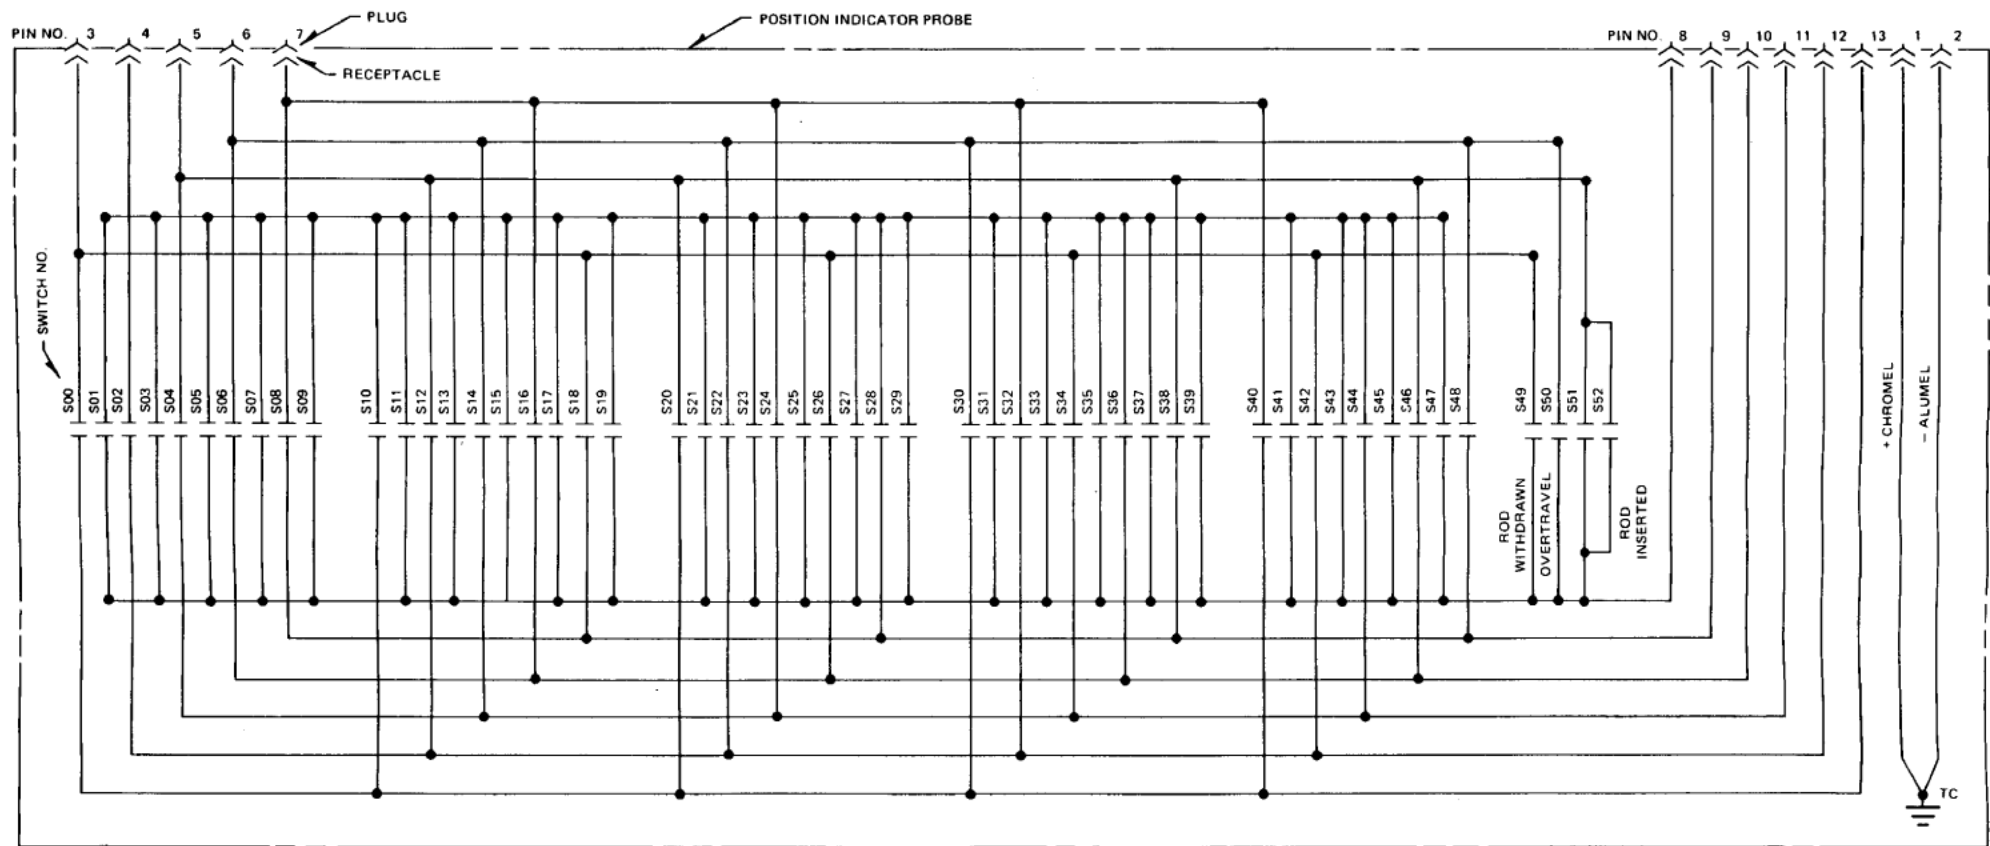 PLUG
POSITION INDICATOR PROBE
PIN NO. 3 4 5 6 7
PIN NO. 8 9 10 11 12 13 1 2
RECEPTACLE
SWITCH NO.
S00 S01 S02 S03 S04 S05 S06 S07 S08 S09
S10 S11 S12 S13 S14 S15 S16 S17 S18 S19
S20 S21 S22 S23 S24 S25 S26 S27 S28 S29
S30 S31 S32 S33 S34 S35 S36 S37 S38 S39
S40 S41 S42 S43 S44 S45 S46 S47 S48
S49 S50 S51 S52
+ CHROMEL
– ALUMEL
ROD
WITHDRAWN
OVERTRAVEL
ROD
INSERTED
TC